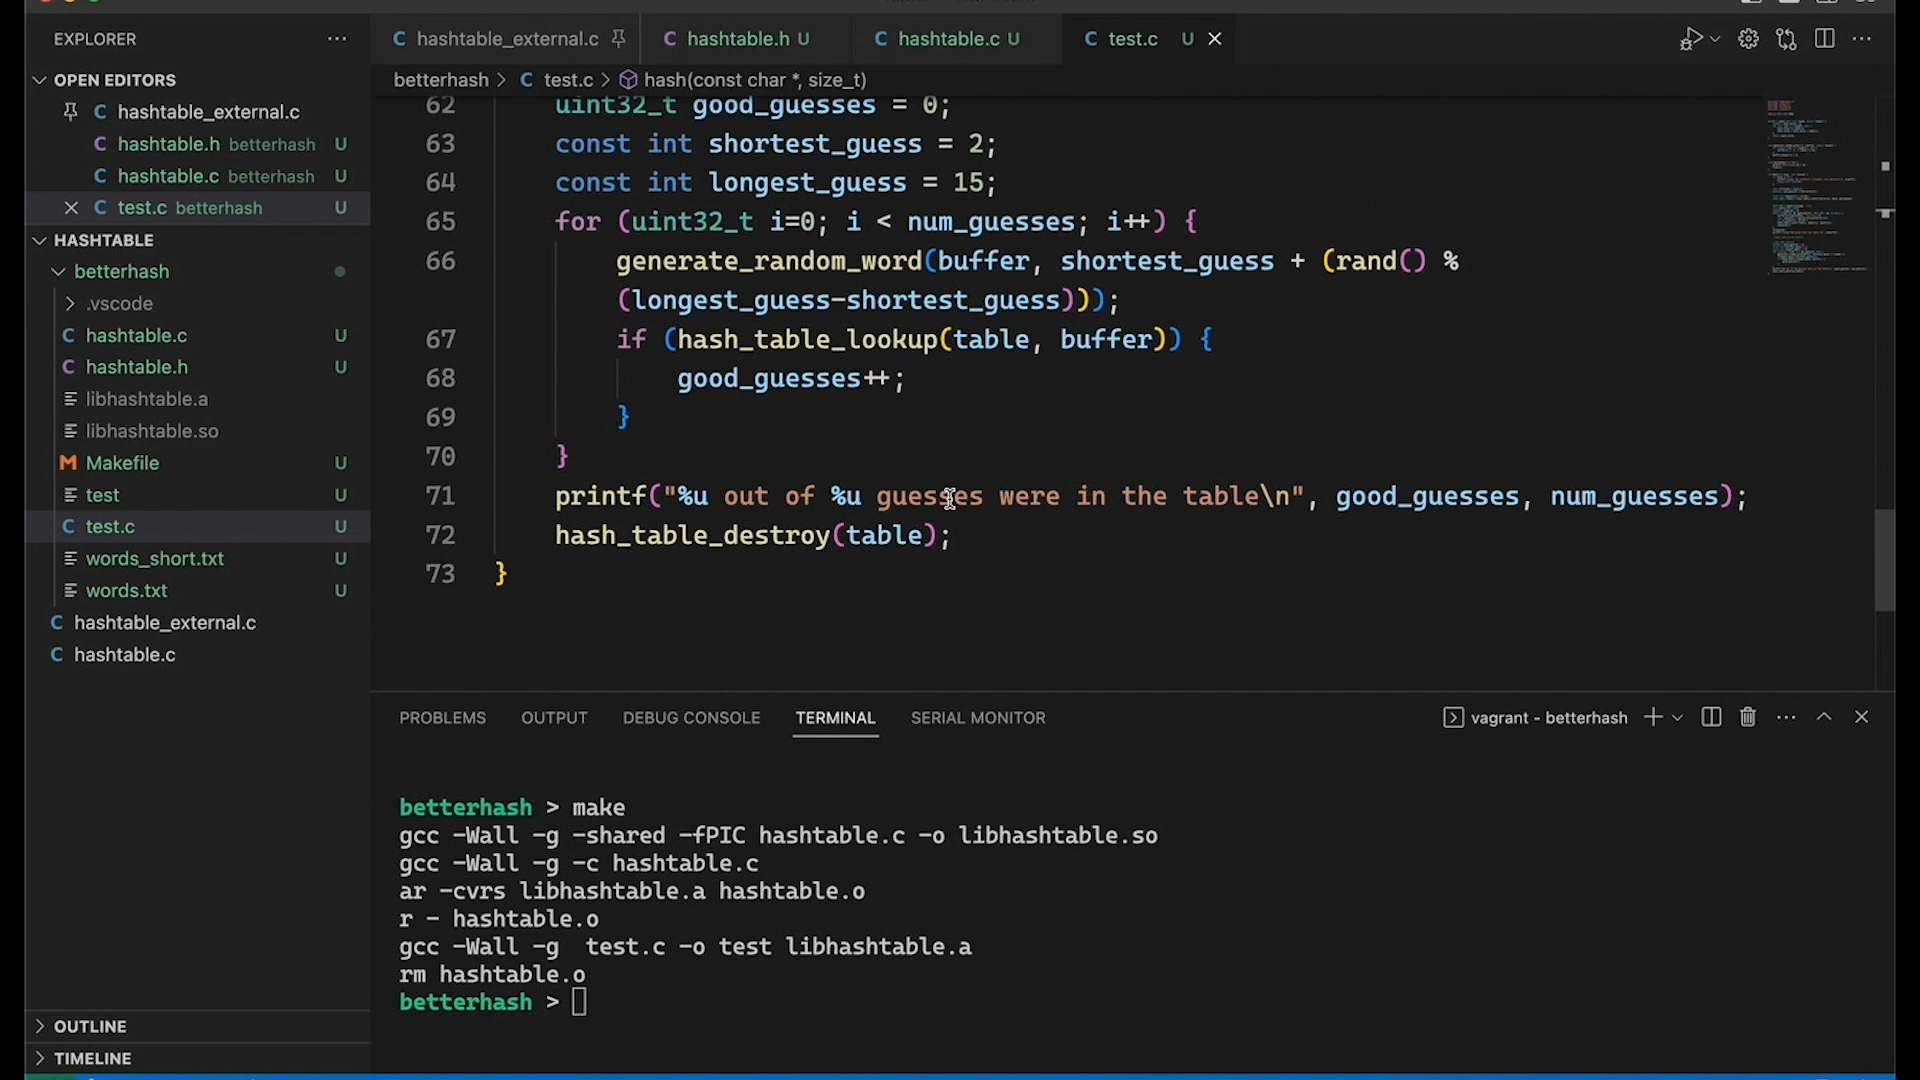 EXPLORER
OPEN EDITORS
hashtable_external.c
hashtable.h betterhash U
hashtable.c betterhash U
test.c betterhash U
HASHTABLE
betterhash
.vscode
hashtable.c U
hashtable.h U
libhashtable.a
libhashtable.so
Makefile U
test U
test.c U
words_short.txt U
words.txt U
hashtable_external.c
hashtable.c
OUTLINE
TIMELINE
hashtable_external.c hashtable.h U hashtable.c U test.c U
betterhash > C test.c > hash(const char *, size_t)
62 uint32_t good_guesses = 0;
63 const int shortest_guess = 2;
64 const int longest_guess = 15;
65 for (uint32_t i=0; i < num_guesses; i++) {
66 generate_random_word(buffer, shortest_guess + (rand() %
(longest_guess-shortest_guess)));
67 if (hash_table_lookup(table, buffer)) {
68 good_guesses++;
69 }
70 }
71 printf("%u out of %u guesses were in the table\n", good_guesses, num_guesses);
72 hash_table_destroy(table);
73 }
PROBLEMS OUTPUT DEBUG CONSOLE TERMINAL SERIAL MONITOR
vagrant - betterhash
betterhash > make
gcc -Wall -g -shared -fPIC hashtable.c -o libhashtable.so
gcc -Wall -g -c hashtable.c
ar -cvrs libhashtable.a hashtable.o
r - hashtable.o
gcc -Wall -g  test.c -o test libhashtable.a
rm hashtable.o
betterhash >